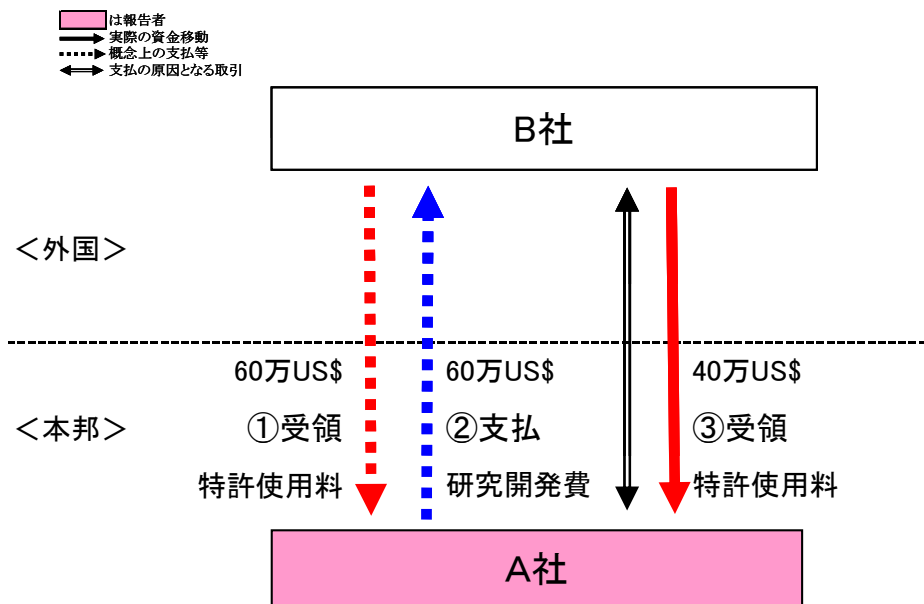 は報告者
実際の資金移動
概念上の支払等
支払の原因となる取引
B社
＜外国＞
60万US$ 60万US$ 40万US$
＜本邦＞ ①受領 ②支払 ③受領
特許使用料 研究開発費 特許使用料
A社